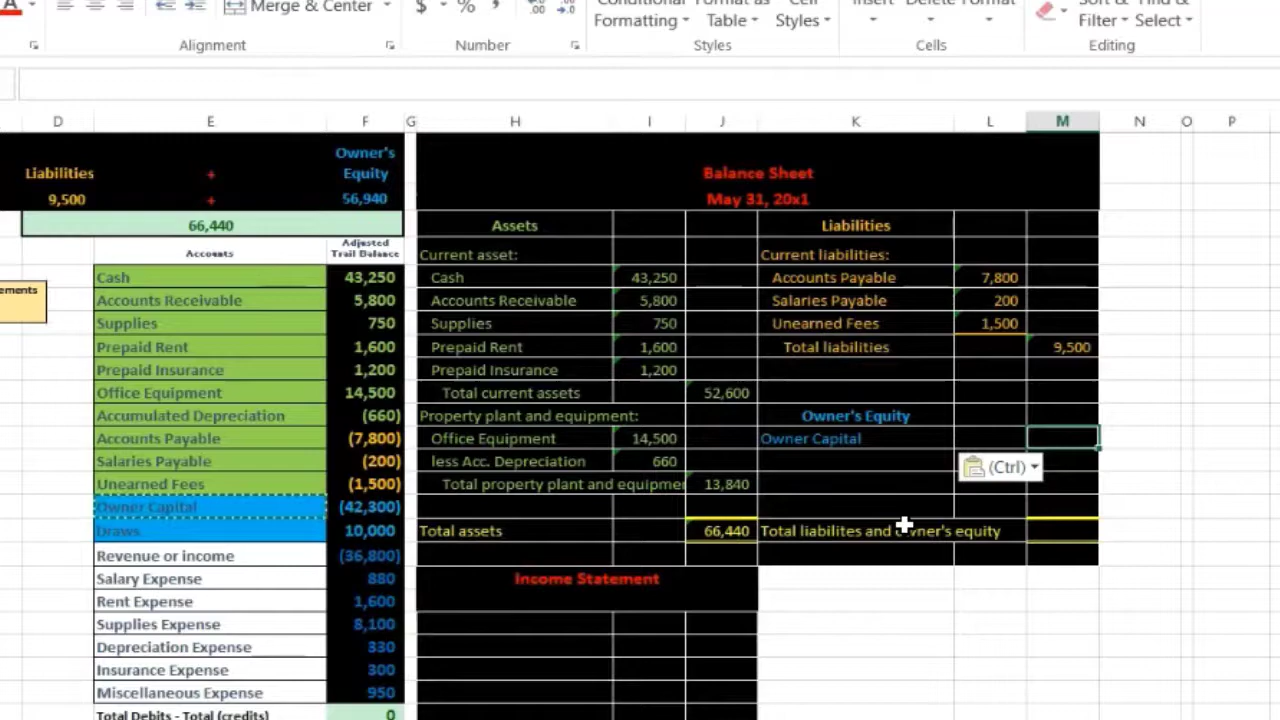 Merge & Center $ % Conditional Format as Cell Insert Delete Format Sort & Find &
Formatting Table Styles Filter Select
Alignment Number Styles Cells Editing
D E F G H I J K L M N O P
Owner's
Liabilities + Equity Balance Sheet
9,500 + 56,940 May 31, 20x1
66,440 Assets Liabilities
Accounts Adjusted Trail Balance Current asset: Current liabilities:
Cash 43,250 Cash 43,250 Accounts Payable 7,800
ements Accounts Receivable 5,800 Accounts Receivable 5,800 Salaries Payable 200
Supplies 750 Supplies 750 Unearned Fees 1,500
Prepaid Rent 1,600 Prepaid Rent 1,600 Total liabilities 9,500
Prepaid Insurance 1,200 Prepaid Insurance 1,200
Office Equipment 14,500 Total current assets 52,600
Accumulated Depreciation (660) Property plant and equipment: Owner's Equity
Accounts Payable (7,800) Office Equipment 14,500 Owner Capital
Salaries Payable (200) less Acc. Depreciation 660 (Ctrl)
Unearned Fees (1,500) Total property plant and equipmen 13,840
Owner Capital (42,300)
Draws 10,000 Total assets 66,440 Total liabilites and owner's equity
Revenue or income (36,800)
Salary Expense 880 Income Statement
Rent Expense 1,600
Supplies Expense 8,100
Depreciation Expense 330
Insurance Expense 300
Miscellaneous Expense 950
Total Debits - Total (credits) 0